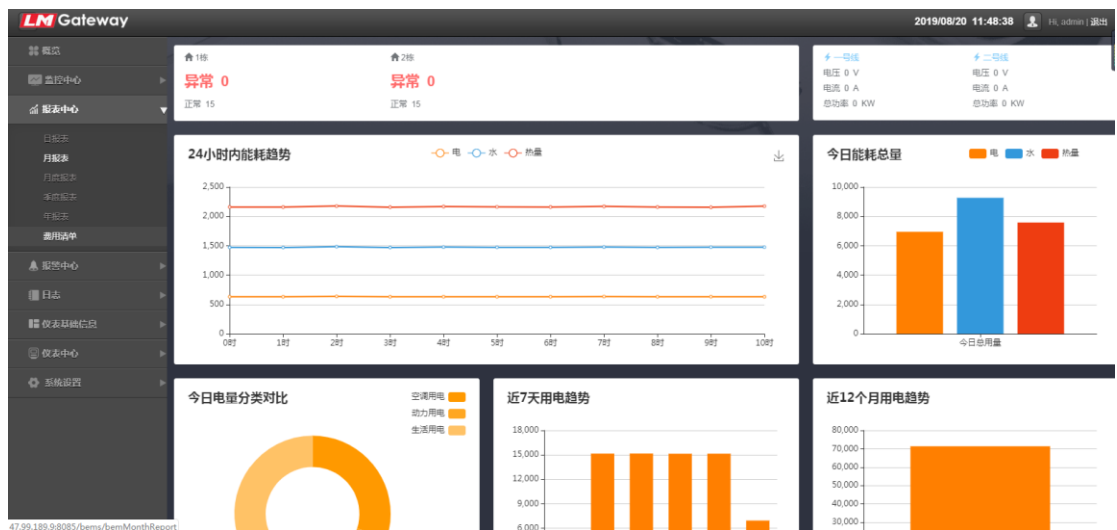 LM Gateway
2019/08/20 11:48:38 Hi, admin | 退出
概览
监控中心
报表中心
日报表
月报表
月度报表
季度报表
年报表
费用清单
报警中心
日志
仪表基础信息
仪表中心
系统设置
1栋 2栋
异常 0 异常 0
正常 15 正常 15
一号线 二号线
电压 0 V 电压 0 V
电流 0 A 电流 0 A
总功率 0 KW 总功率 0 KW
24小时内能耗趋势 电 水 热量
2,500
2,000
1,500
1,000
500
0
0时 1时 2时 3时 4时 5时 6时 7时 8时 9时 10时
今日能耗总量 电 水 热量
10,000
8,000
6,000
4,000
2,000
0
今日总用量
今日电量分类对比 空调用电
动力用电
生活用电
近7天用电趋势
18,000
15,000
12,000
9,000
6,000
近12个月用电趋势
80,000
70,000
60,000
50,000
40,000
30,000
47.99.189.9:8085/bems/bemMonthReport